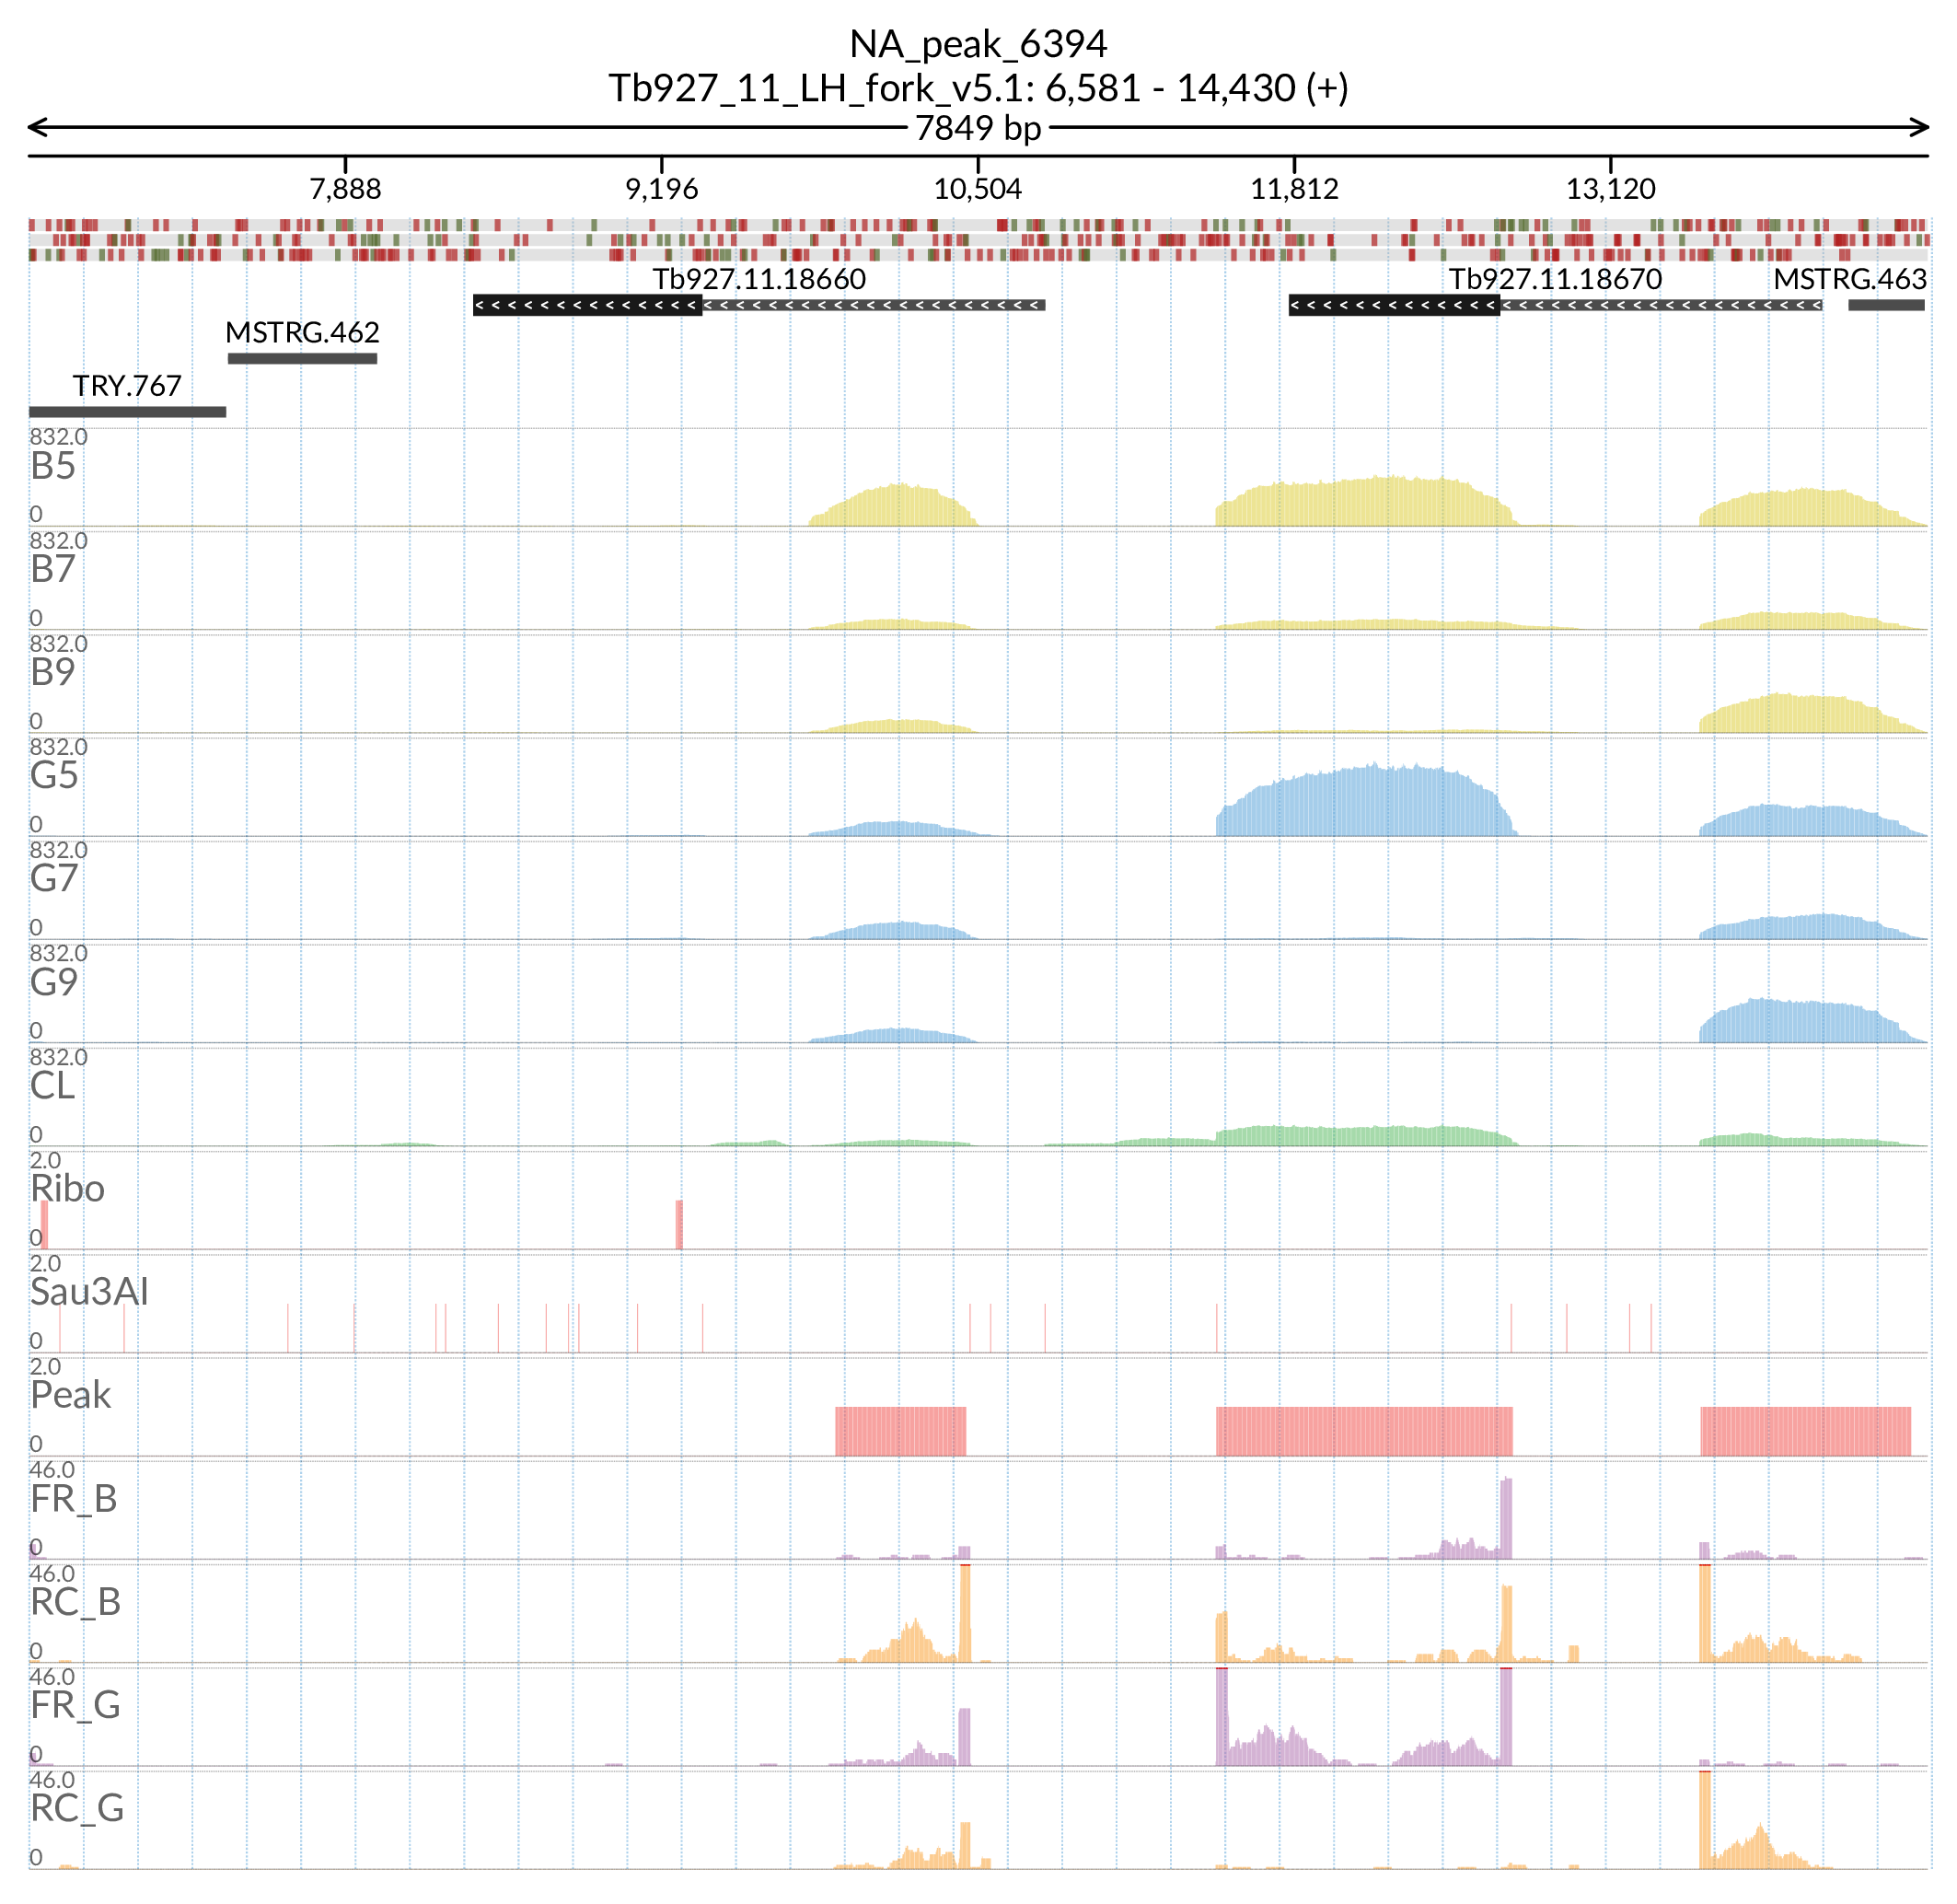 NA_peak_6394
Tb927_11_LH_fork_v5.1: 6,581 - 14,430 (+)
7849 bp
7,888 9,196 10,504 11,812 13,120
Tb927.11.18660 Tb927.11.18670 MSTRG.463
MSTRG.462
TRY.767
832.0
B5
0
832.0
B7
0
832.0
B9
0
832.0
G5
0
832.0
G7
0
832.0
G9
0
832.0
CL
0
2.0
Ribo
0
2.0
Sau3AI
0
2.0
Peak
0
46.0
FR_B
0
46.0
RC_B
0
46.0
FR_G
0
46.0
RC_G
0